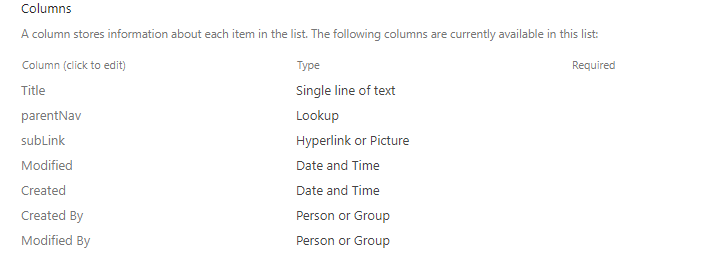 Columns
A column stores information about each item in the list. The following columns are currently available in this list:
Column (click to edit) Type Required
Title Single line of text
parentNav Lookup
subLink Hyperlink or Picture
Modified Date and Time
Created Date and Time
Created By Person or Group
Modified By Person or Group